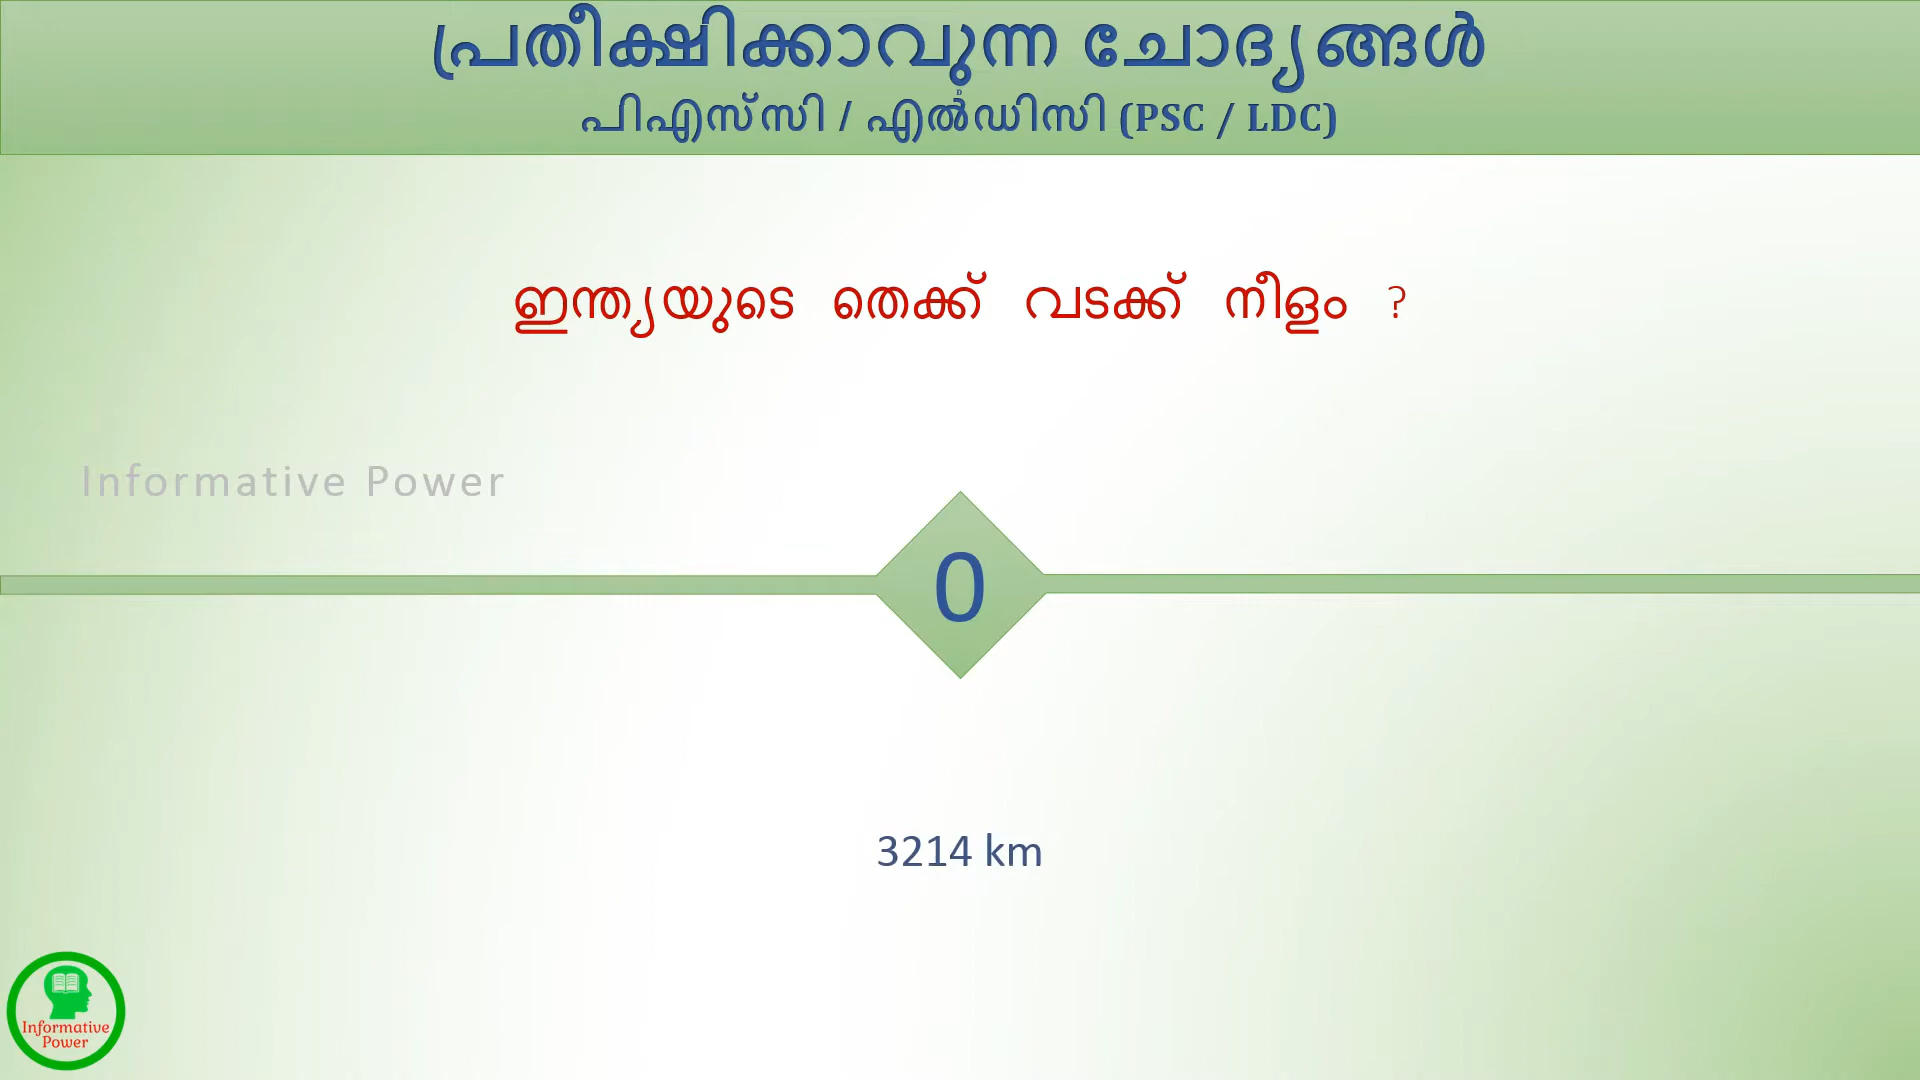 പ്രതീക്ഷിക്കാവുന്ന ചോദ്യങ്ങൾ
പിഎസ്സി / എൽഡിസി (PSC / LDC)
ഇന്ത്യയുടെ തെക്ക് വടക്ക് നീളം ?
Informative Power
0
3214 km
Informative
Power